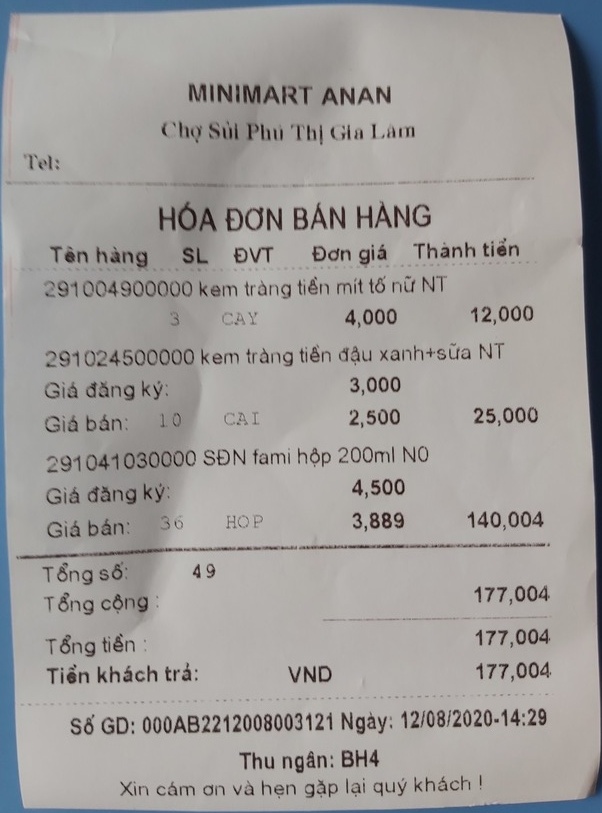 MINIMART ANAN
Chợ Sủi Phú Thị Gia Lâm
Tel:
HÓA ĐƠN BÁN HÀNG
Tên hàng SL ĐVT Đơn giá Thành tiền
291004900000 kem tràng tiền mít tố nữ NT
3 CAY 4,000 12,000
291024500000 kem tràng tiền đậu xanh+sữa NT
Giá đăng ký: 3,000
Giá bán: 10 CAI 2,500 25,000
291041030000 SĐN fami hộp 200ml N0
Giá đăng ký: 4,500
Giá bán: 36 HOP 3,889 140,004
Tổng số: 49
Tổng cộng : 177,004
Tổng tiền : 177,004
Tiền khách trả: VND 177,004
Số GD: 000AB2212008003121 Ngày: 12/08/2020-14:29
Thu ngân: BH4
Xin cám ơn và hẹn gặp lại quý khách !